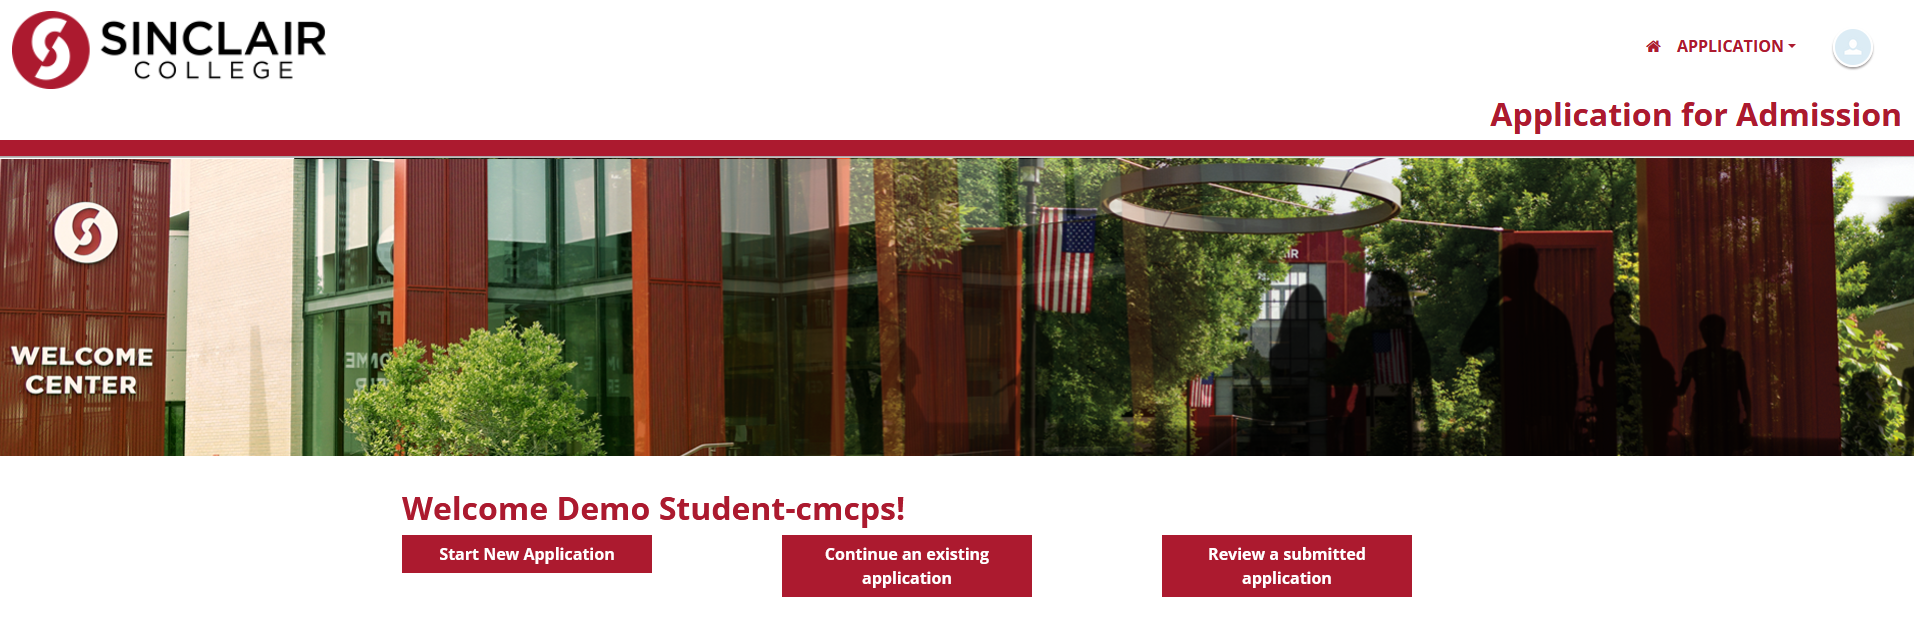 SINCLAIR
COLLEGE
APPLICATION
Application for Admission
WELCOME
CENTER
Welcome Demo Student-cmcps!
Start New Application
Continue an existing
application
Review a submitted
application